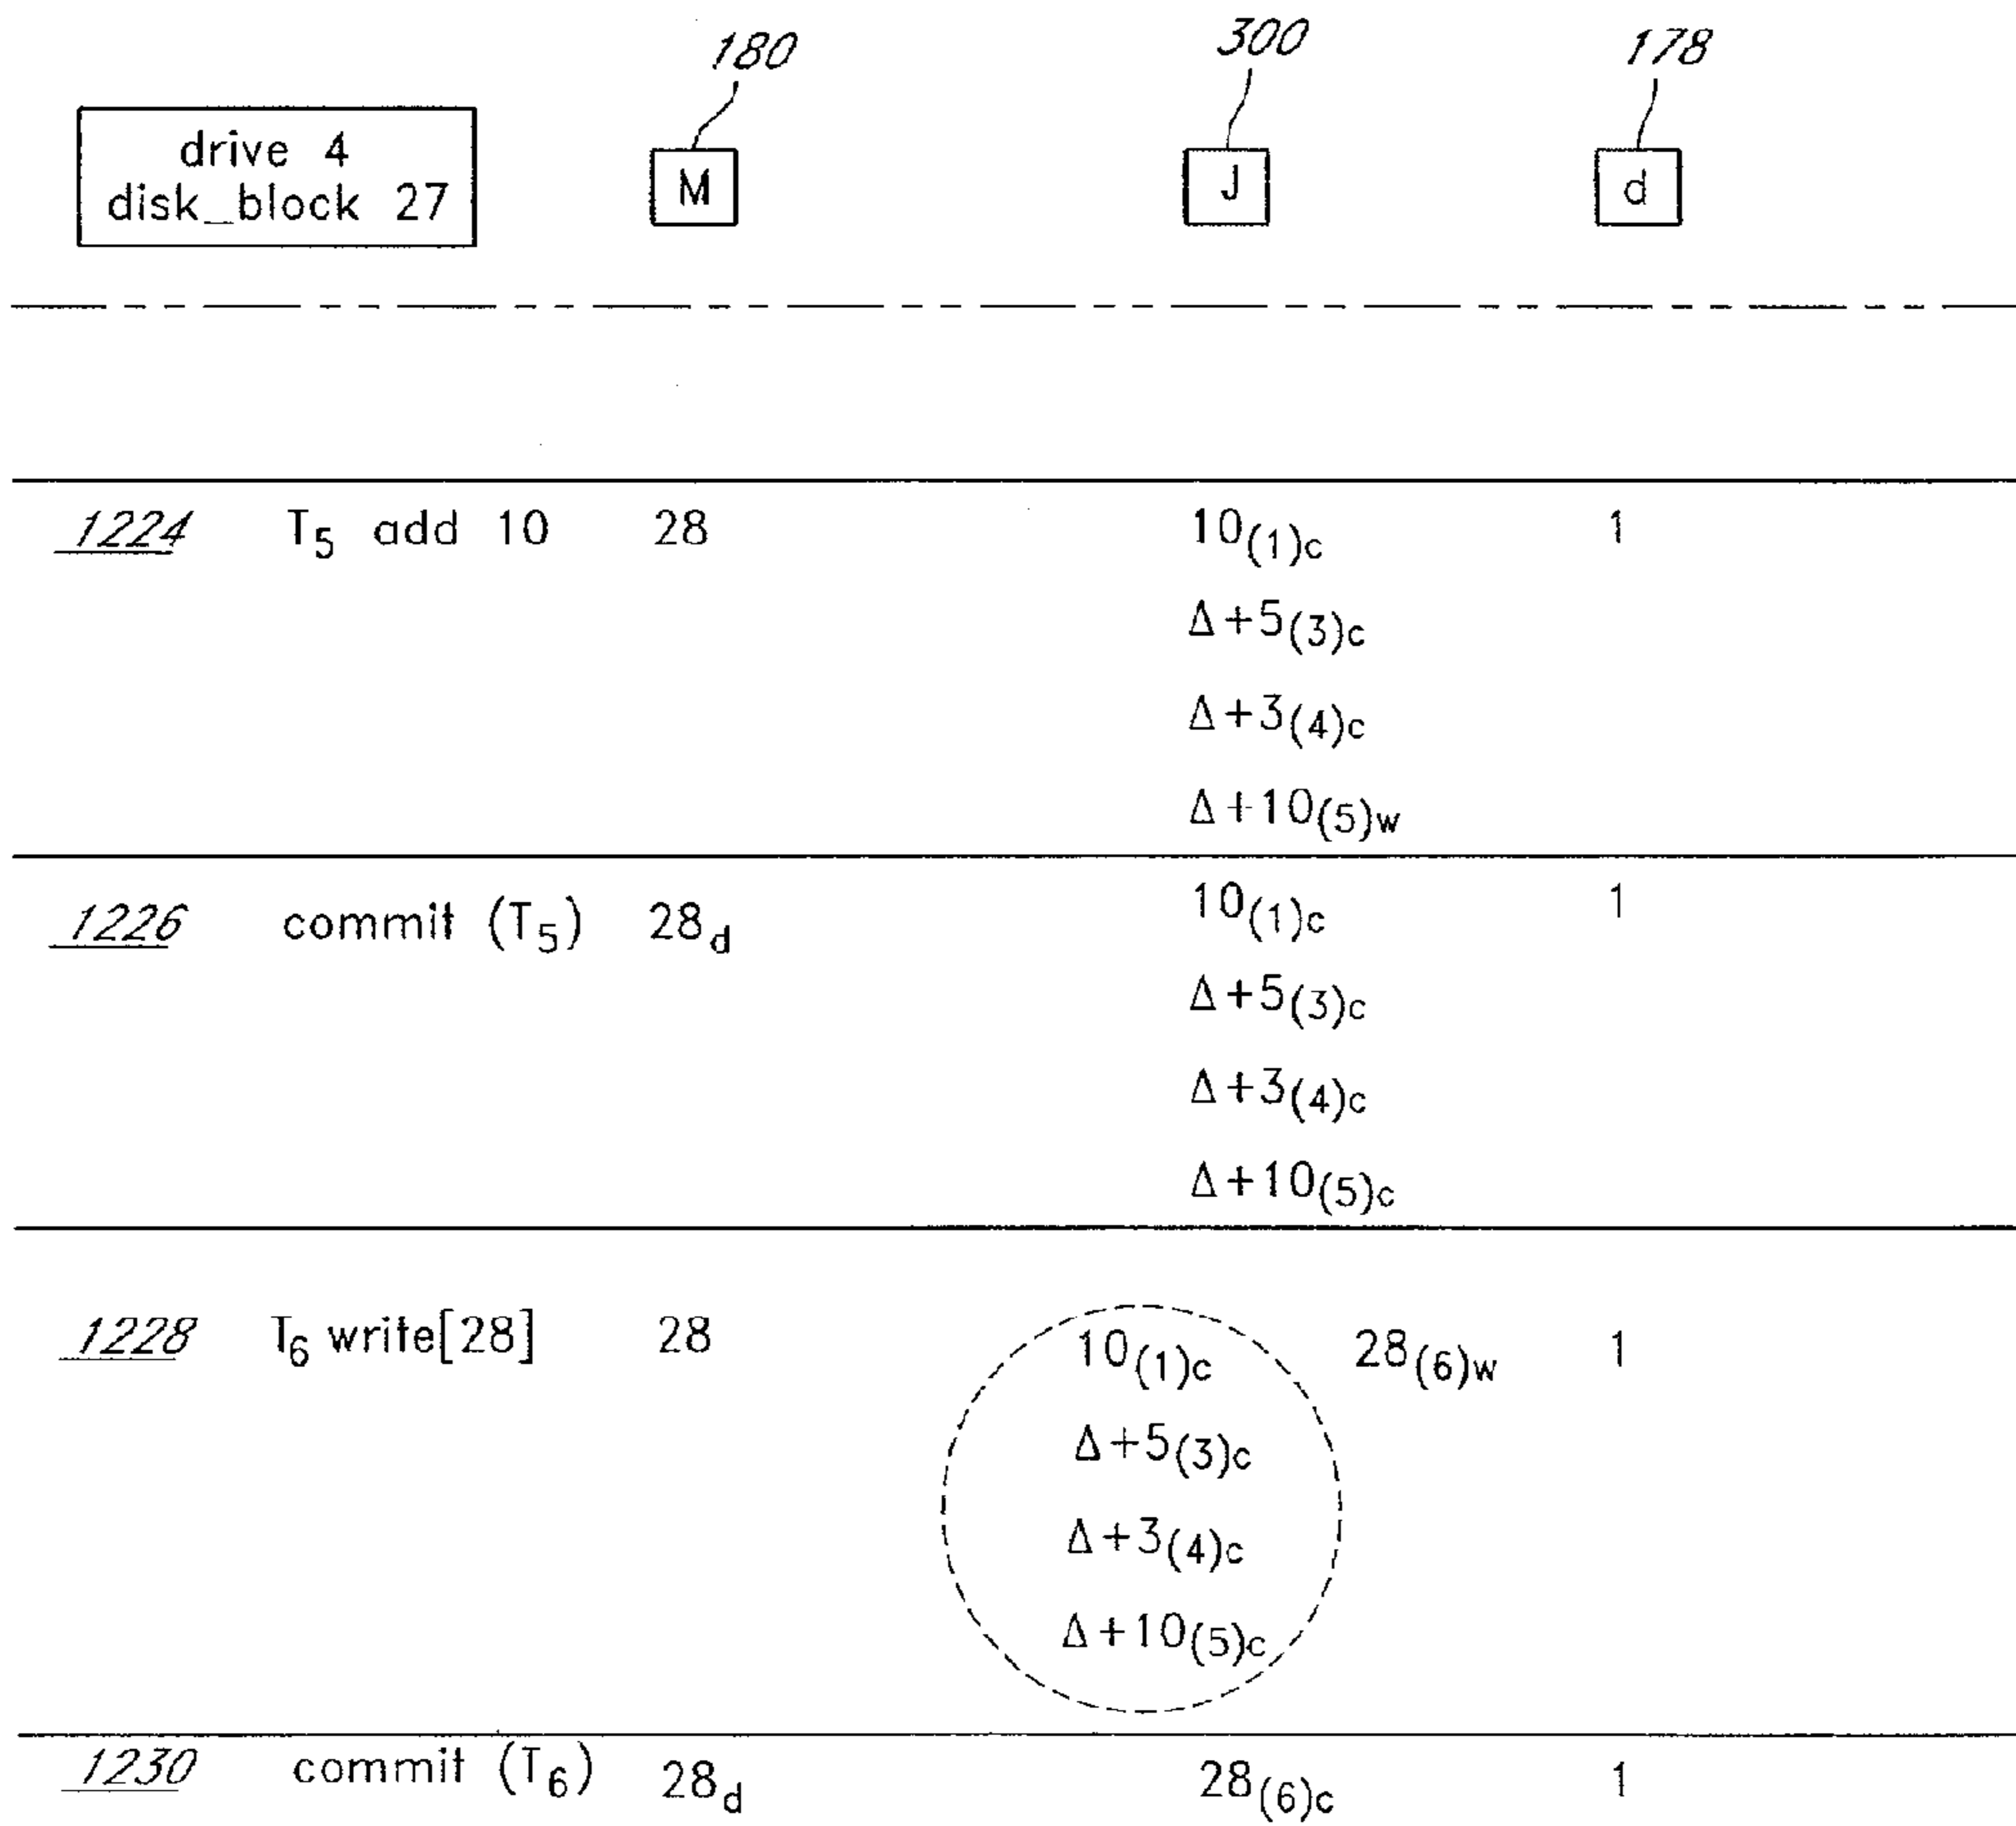 180 300 178
drive 4
disk_block 27
M J d
1224 T5 add 10 28 10(1)c 1
Δ+5(3)c
Δ+3(4)c
Δ+10(5)w
1226 commit (T5) 28d 10(1)c 1
Δ+5(3)c
Δ+3(4)c
Δ+10(5)c
1228 T6 write[28] 28 10(1)c 28(6)w 1
Δ+5(3)c
Δ+3(4)c
Δ+10(5)c
1230 commit (T6) 28d 28(6)c 1